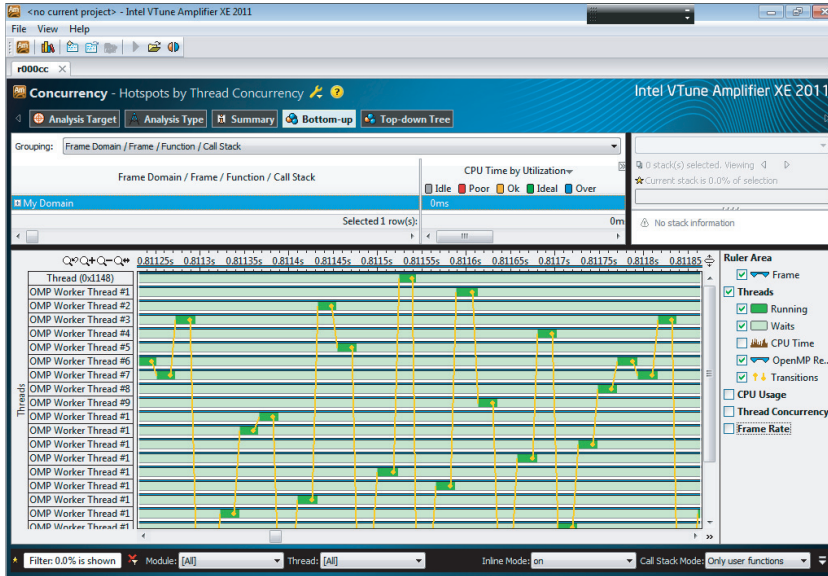 <no current project> - Intel VTune Amplifier XE 2011
File View Help
r000cc
Concurrency - Hotspots by Thread Concurrency
Intel VTune Amplifier XE 2011
Analysis Target Analysis Type Summary Bottom-up Top-down Tree
Grouping: Frame Domain / Frame / Function / Call Stack
Frame Domain / Frame / Function / Call Stack
CPU Time by Utilization
Idle Poor Ok Ideal Over
0 stack(s) selected. Viewing
Current stack is 0.0% of selection
My Domain
0ms
Selected 1 row(s):
0m
No stack information
0.81125s 0.8113s 0.81135s 0.8114s 0.81145s 0.8115s 0.81155s 0.8116s 0.81165s 0.8117s 0.81175s 0.8118s 0.81185
Threads
Thread (0x1148)
OMP Worker Thread #1
OMP Worker Thread #2
OMP Worker Thread #3
OMP Worker Thread #4
OMP Worker Thread #5
OMP Worker Thread #6
OMP Worker Thread #7
OMP Worker Thread #8
OMP Worker Thread #9
OMP Worker Thread #1
OMP Worker Thread #1
OMP Worker Thread #1
OMP Worker Thread #1
OMP Worker Thread #1
OMP Worker Thread #1
OMP Worker Thread #1
OMP Worker Thread #1
OMP Worker Thread #1
Ruler Area
Frame
Threads
Running
Waits
CPU Time
OpenMP Re...
Transitions
CPU Usage
Thread Concurrency
Frame Rate
Filter: 0.0% is shown Module: [All] Thread: [All] Inline Mode: on Call Stack Mode: Only user functions